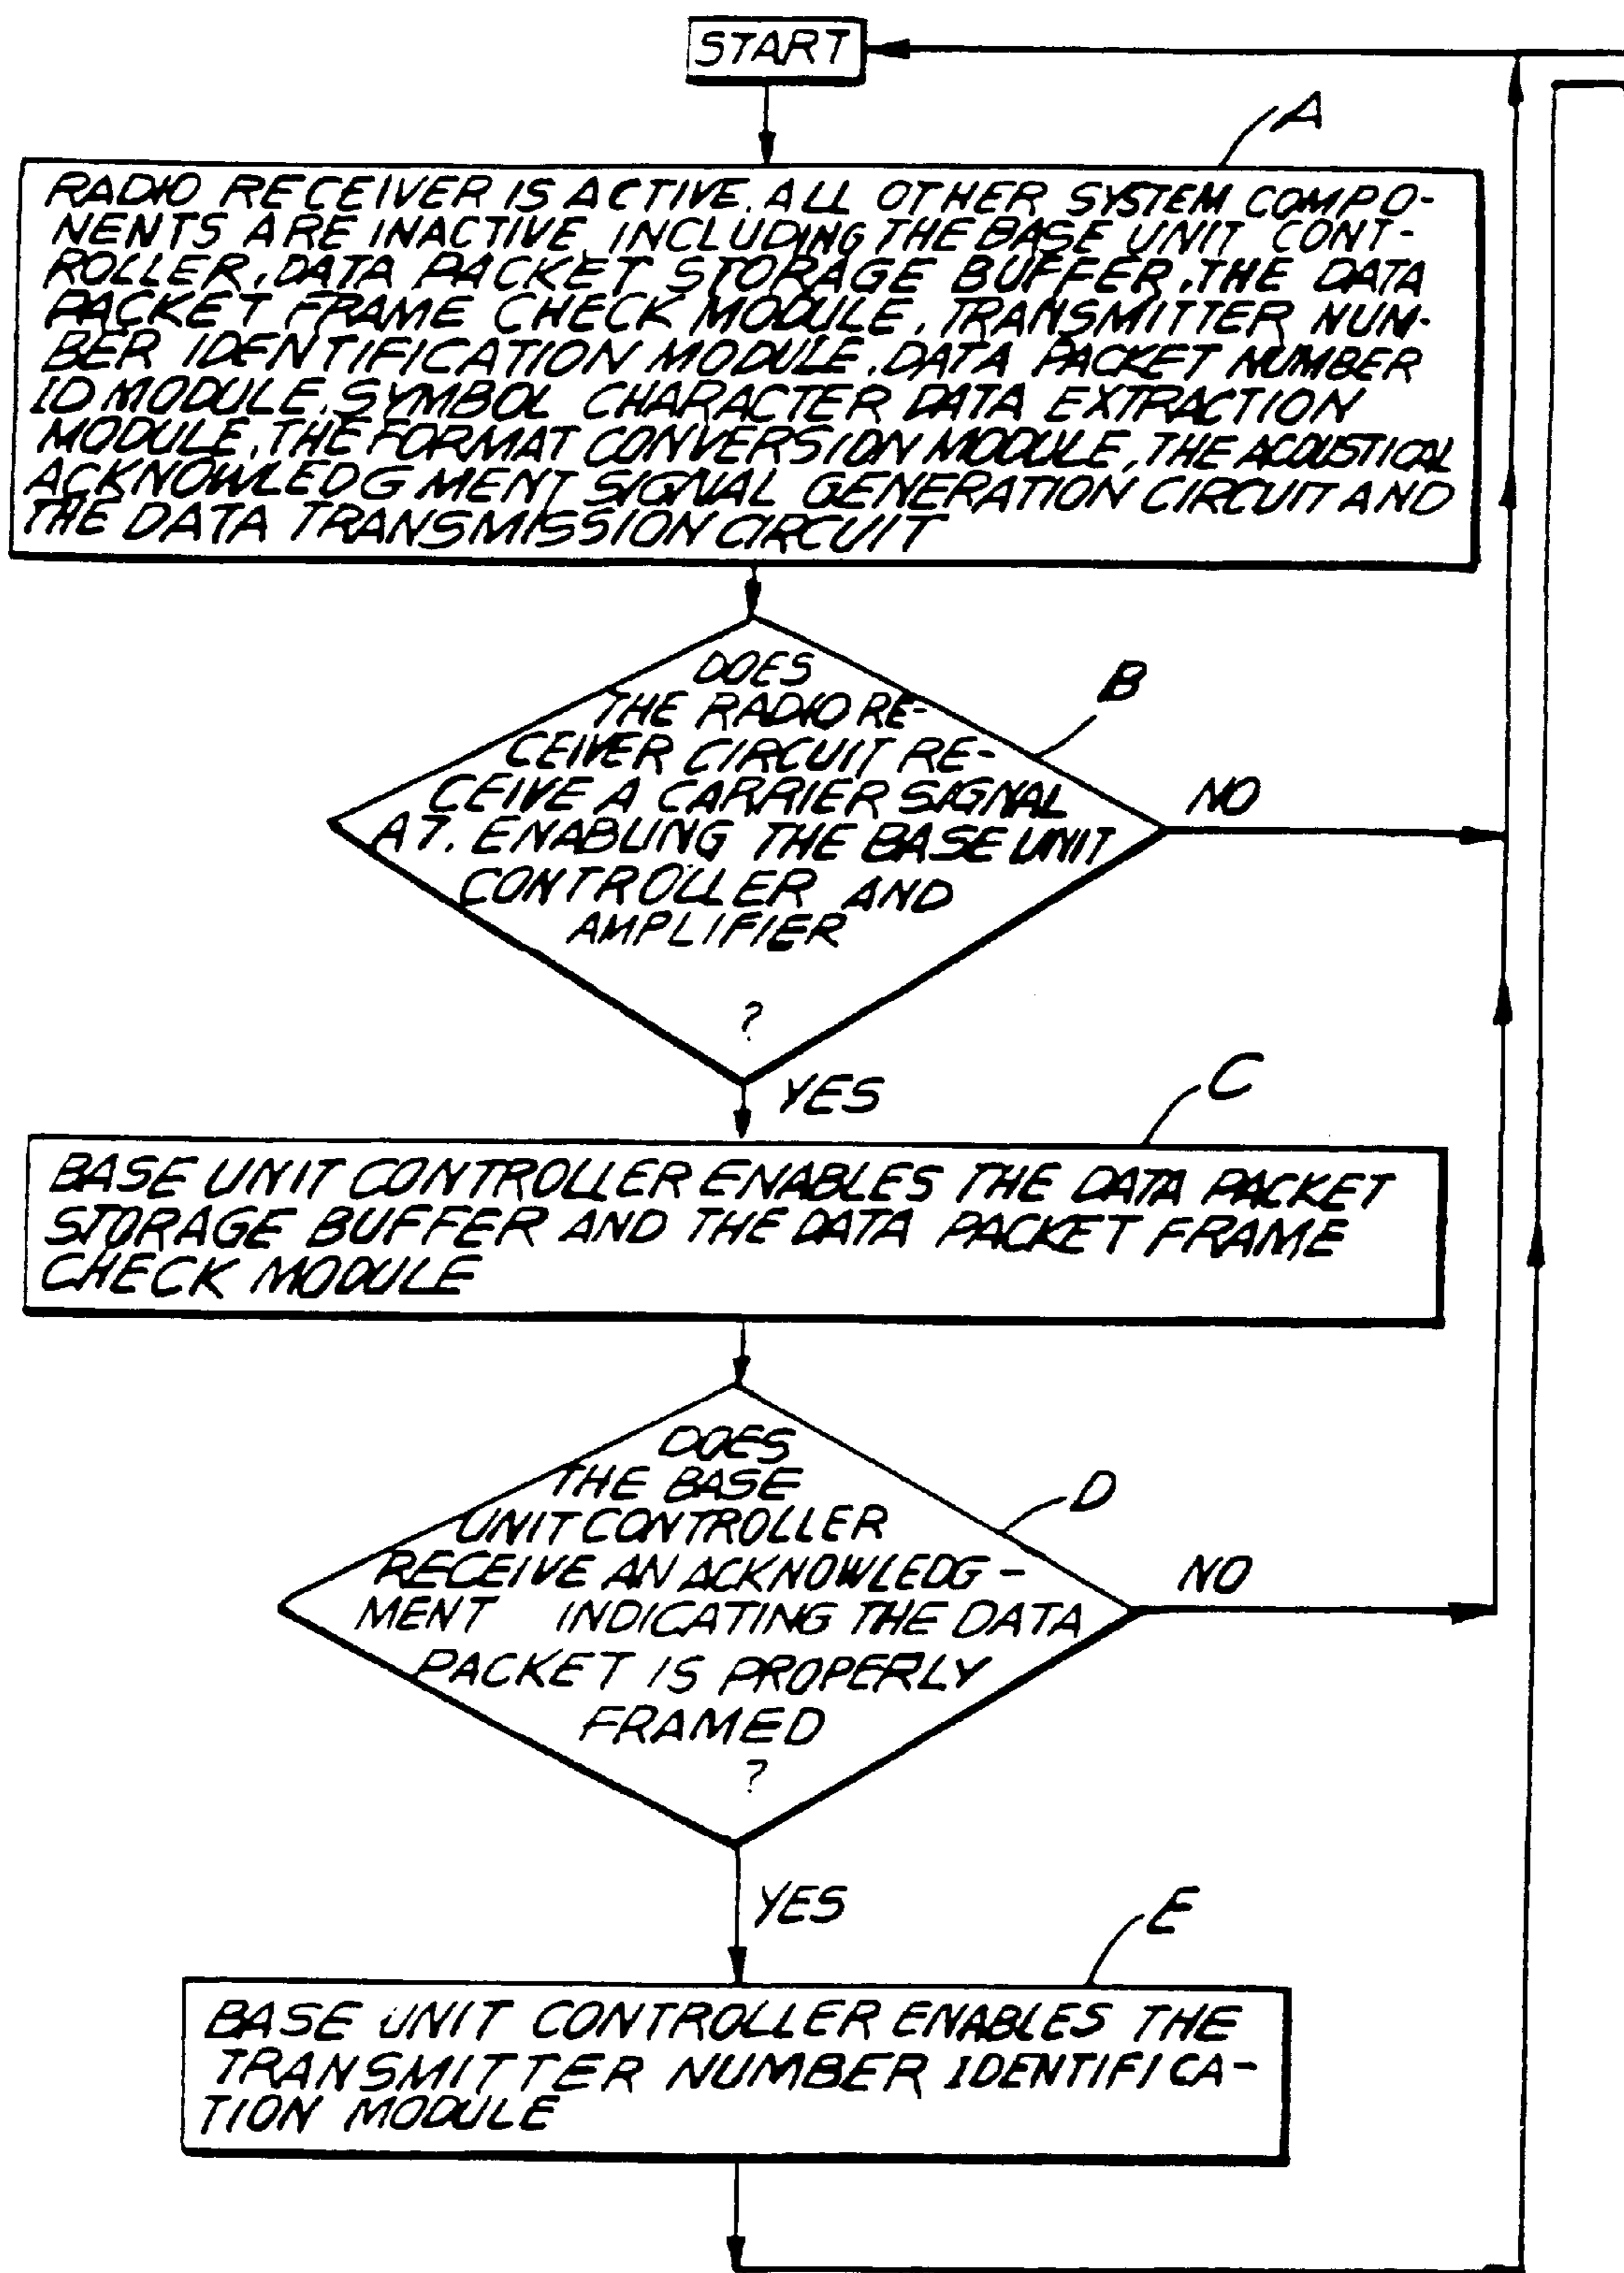 START
A
RADIO RECEIVER IS ACTIVE. ALL OTHER SYSTEM COMPO-
NENTS ARE INACTIVE, INCLUDING THE BASE UNIT CONT-
ROLLER, DATA PACKET STORAGE BUFFER, THE DATA
PACKET FRAME CHECK MODULE, TRANSMITTER NUM-
BER IDENTIFICATION MODULE, DATA PACKET NUMBER
ID MODULE, SYMBOL CHARACTER DATA EXTRACTION
MODULE, THE FORMAT CONVERSION MODULE, THE ACOUSTICAL
ACKNOWLEDGMENT SIGNAL GENERATION CIRCUIT AND
THE DATA TRANSMISSION CIRCUIT
B
DOES
THE RADIO RE-
CEIVER CIRCUIT RE-
CEIVE A CARRIER SIGNAL
AT. ENABLING THE BASE UNIT
CONTROLLER AND
AMPLIFIER
?
NO
YES
C
BASE UNIT CONTROLLER ENABLES THE DATA PACKET
STORAGE BUFFER AND THE DATA PACKET FRAME
CHECK MODULE
D
DOES
THE BASE
UNIT CONTROLLER
RECEIVE AN ACKNOWLEDG-
MENT INDICATING THE DATA
PACKET IS PROPERLY
FRAMED
?
NO
YES
E
BASE UNIT CONTROLLER ENABLES THE
TRANSMITTER NUMBER IDENTIFICA-
TION MODULE